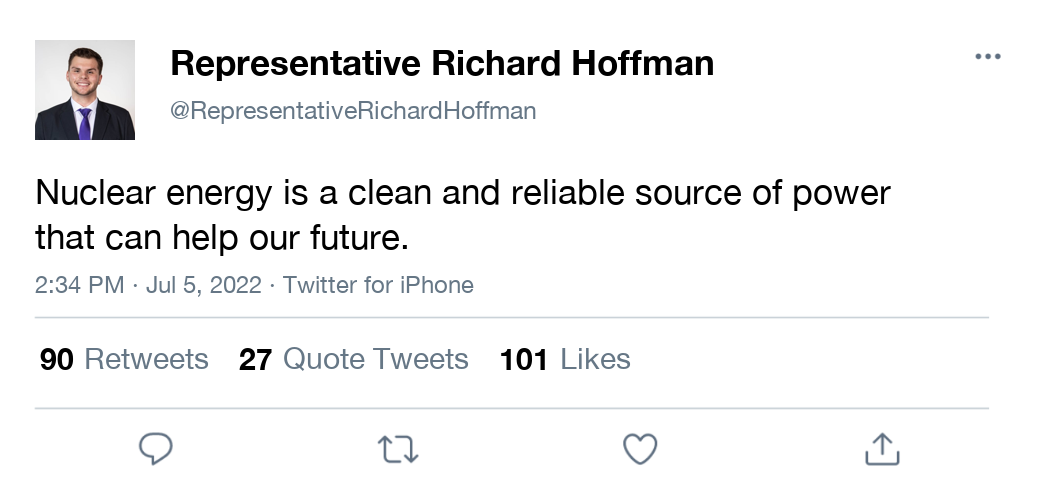 Representative Richard Hoffman
@RepresentativeRichardHoffman
Nuclear energy is a clean and reliable source of power
that can help our future.
2:34 PM · Jul 5, 2022 · Twitter for iPhone
90 Retweets 27 Quote Tweets 101 Likes